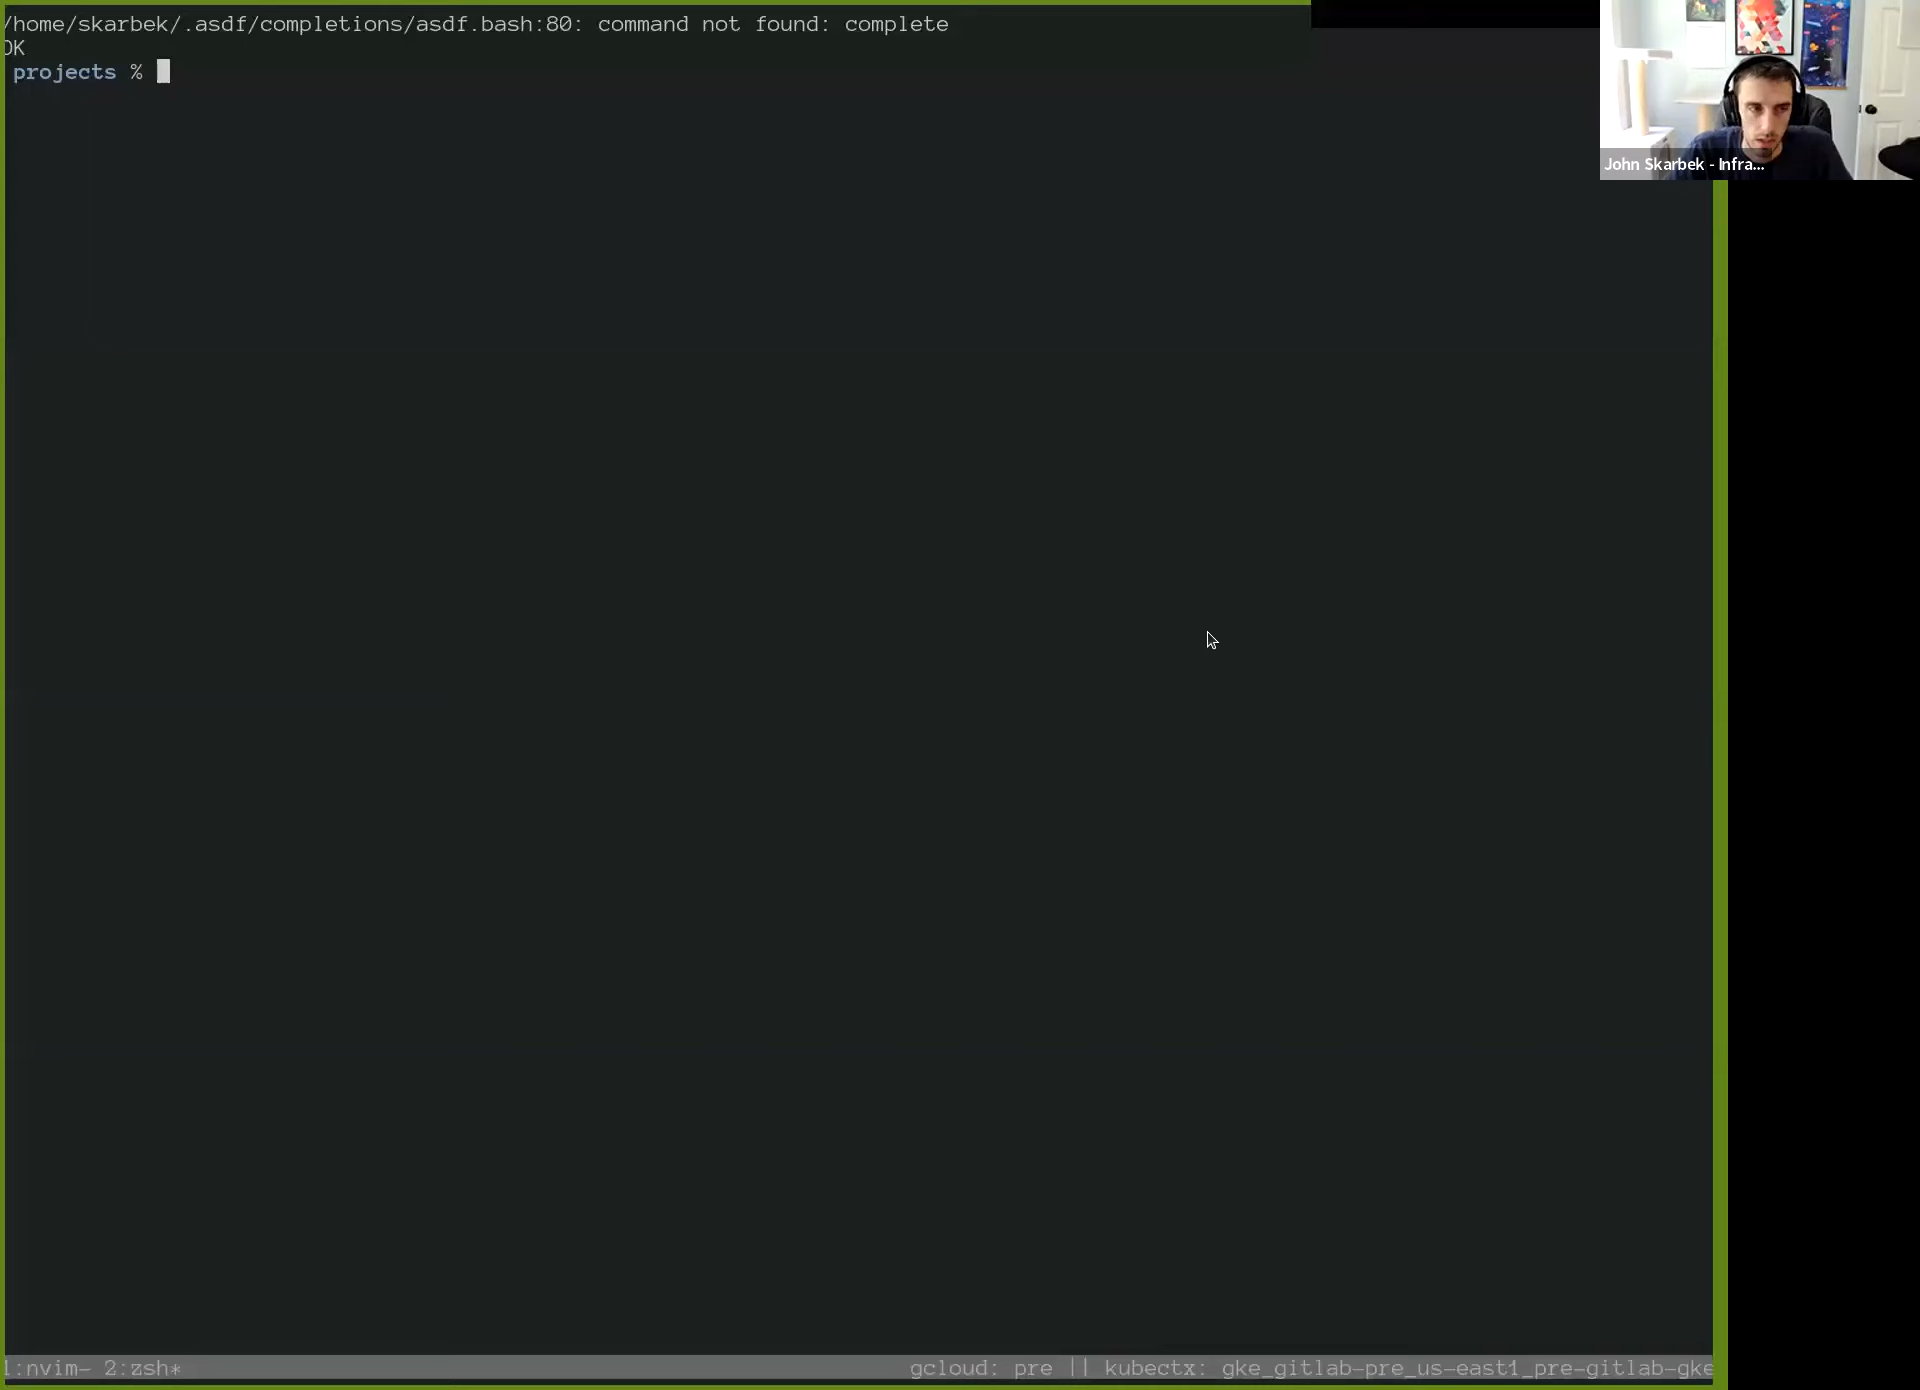 /home/skarbek/.asdf/completions/asdf.bash:80: command not found: complete
OK
projects %
John Skarbek - Infra...
1:nvim- 2:zsh*
gcloud: pre || kubectx: gke_gitlab-pre_us-east1_pre-gitlab-gke